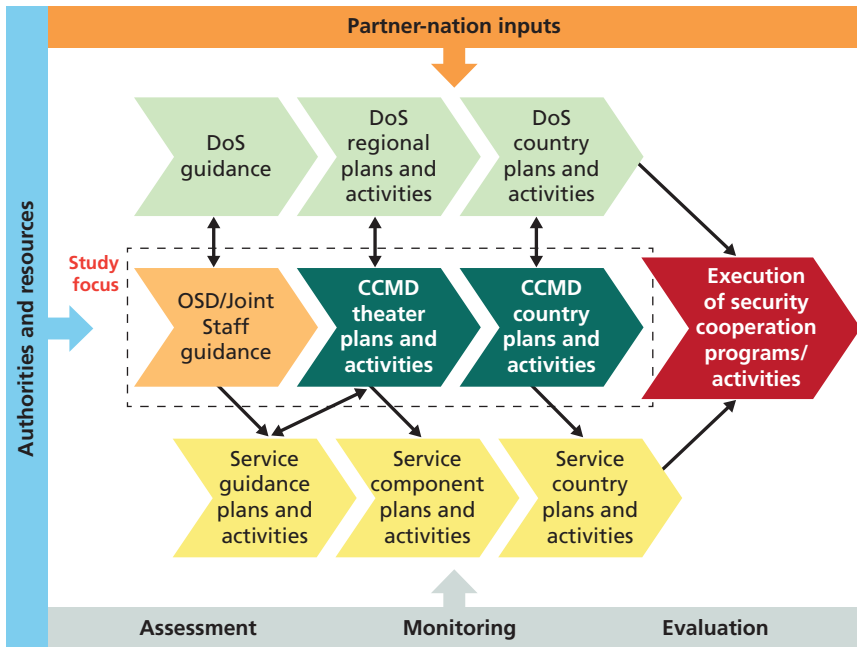 Partner-nation inputs
Authorities and resources
DoS
guidance
DoS
regional
plans and
activities
DoS
country
plans and
activities
Study
focus
OSD/Joint
Staff
guidance
CCMD
theater
plans and
activities
CCMD
country
plans and
activities
Execution
of security
cooperation
programs/
activities
Service
guidance
plans and
activities
Service
component
plans and
activities
Service
country
plans and
activities
Assessment
Monitoring
Evaluation